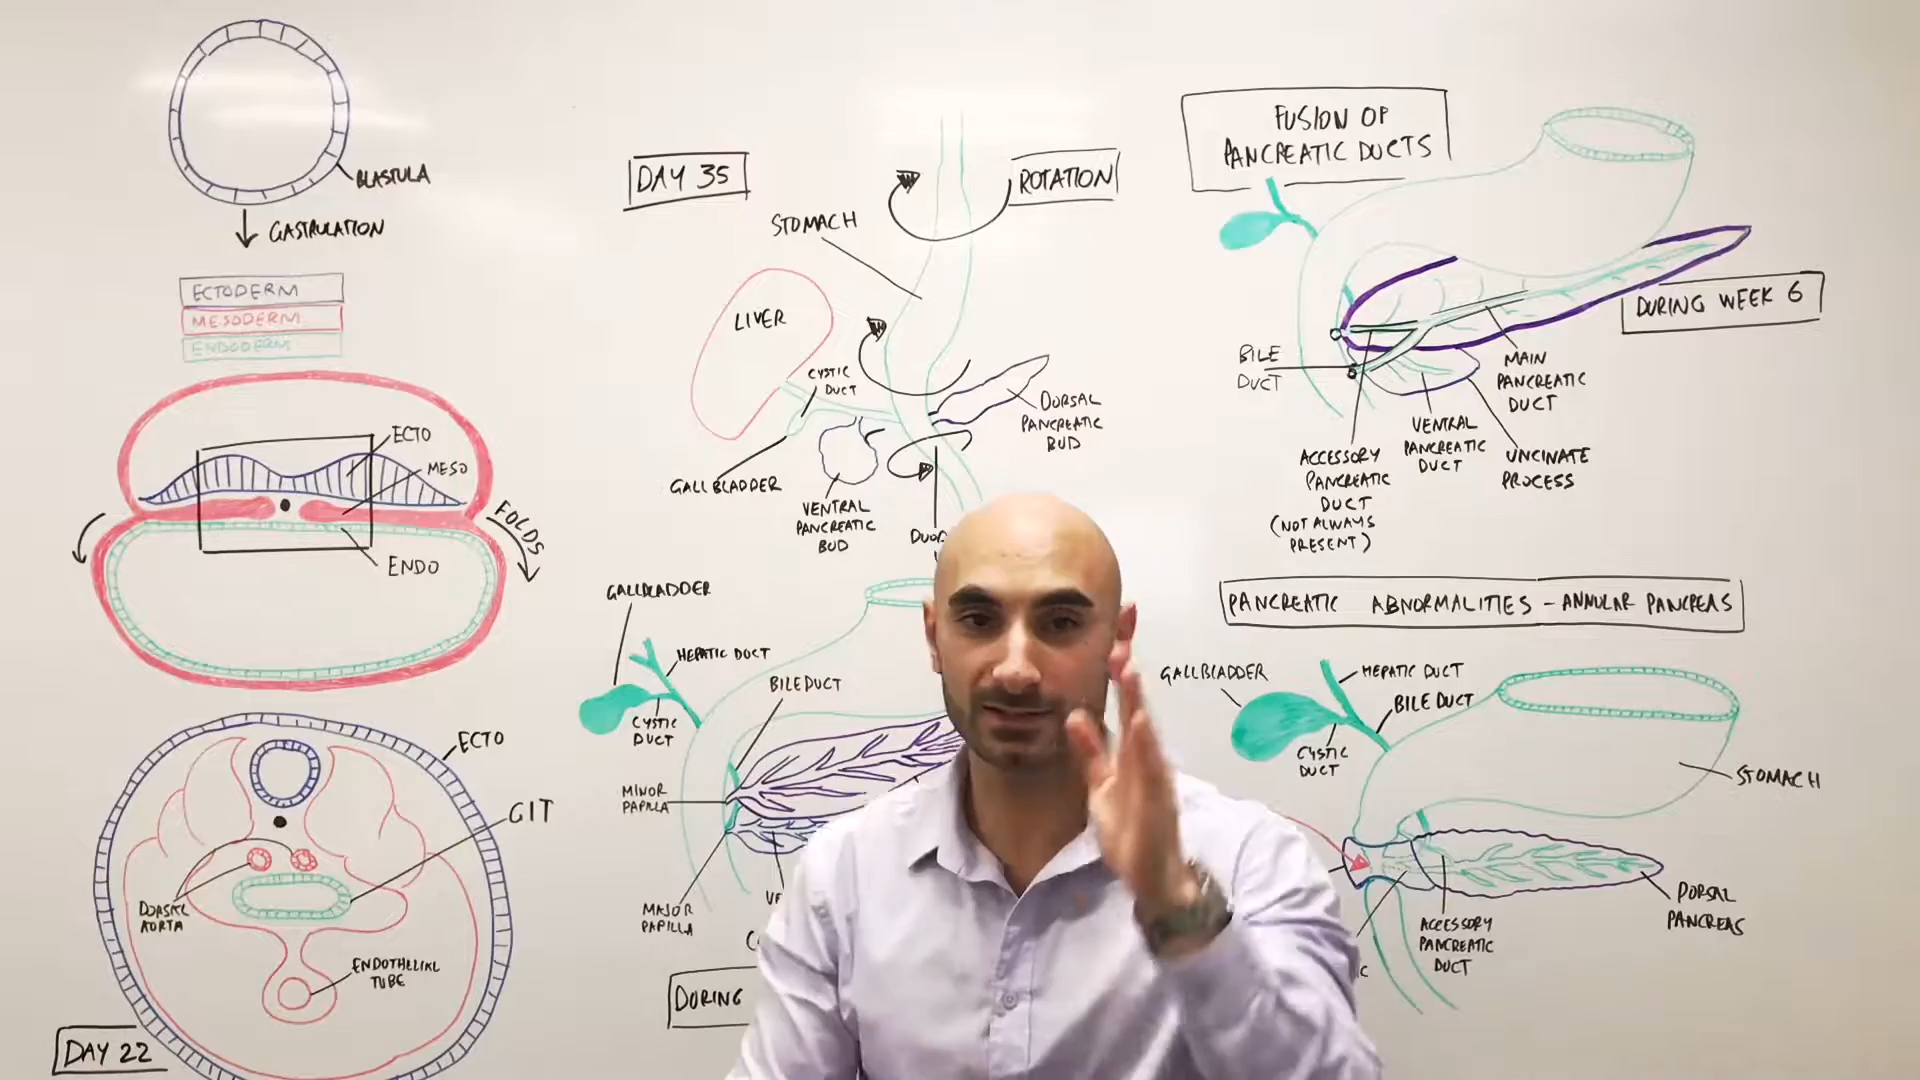 BLASTULA
GASTRULATION
ECTODERM
MESODERM
ENDODERM
ECTO
MESO
FOLDS
ENDO
ECTO
GIT
DORSAL
AORTA
ENDOTHELIAL
TUBE
DAY 22
DAY 35
ROTATION
STOMACH
LIVER
CYSTIC
DUCT
DORSAL
PANCREATIC
BUD
GALLBLADDER
VENTRAL
PANCREATIC
BUD
GALLBLADDER
HEPATIC DUCT
BILE DUCT
CYSTIC
DUCT
MINOR
PAPILLA
MAJOR
PAPILLA
DURING
FUSION OF
PANCREATIC DUCTS
DURING WEEK 6
BILE
DUCT
MAIN
PANCREATIC
DUCT
VENTRAL
PANCREATIC
DUCT
UNCINATE
PROCESS
ACCESSORY
PANCREATIC
DUCT
(NOT ALWAYS
PRESENT)
PANCREATIC ABNORMALITIES - ANNULAR PANCREAS
GALLBLADDER
HEPATIC DUCT
BILE DUCT
CYSTIC
DUCT
STOMACH
DORSAL
PANCREAS
ACCESSORY
PANCREATIC
DUCT